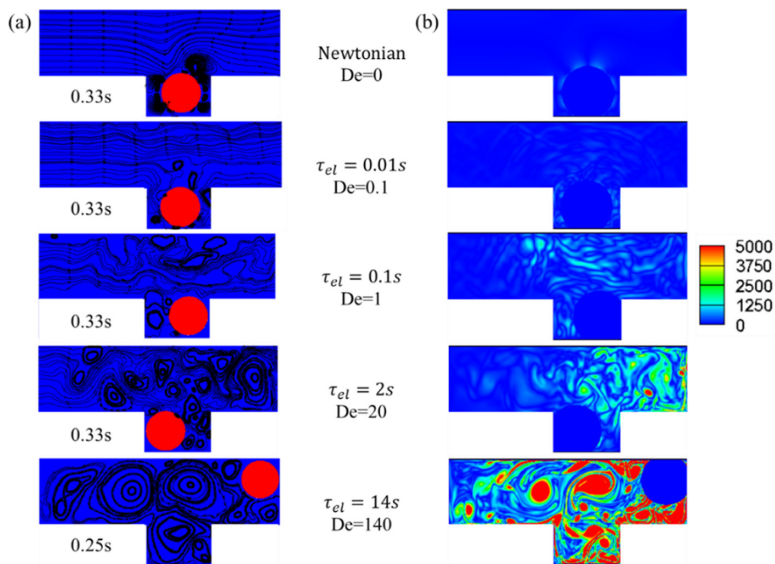 (a)
(b)
Newtonian
De=0
0.33s
τ_el = 0.01s
De=0.1
0.33s
τ_el = 0.1s
De=1
0.33s
5000
3750
2500
1250
0
τ_el = 2s
De=20
0.33s
τ_el = 14s
De=140
0.25s